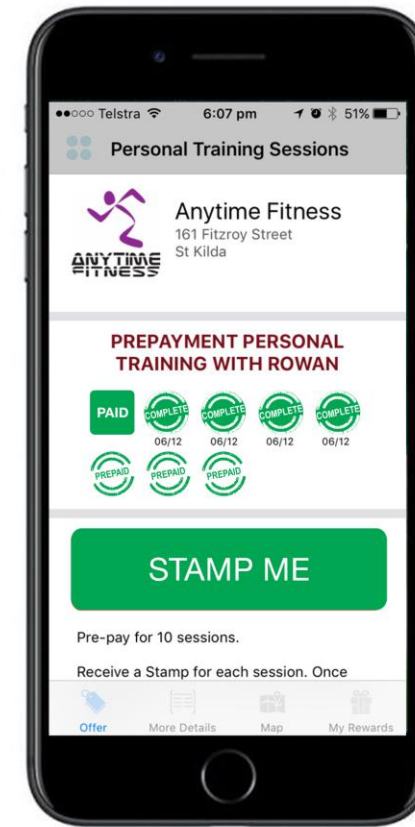 ●●○○○ Telstra 6:07 pm 51%
Personal Training Sessions
ANYTIME
FITNESS
Anytime Fitness
161 Fitzroy Street
St Kilda
PREPAYMENT PERSONAL
TRAINING WITH ROWAN
PAID COMPLETE COMPLETE COMPLETE COMPLETE
06/12 06/12 06/12 06/12
PREPAID PREPAID PREPAID
STAMP ME
Pre-pay for 10 sessions.
Receive a Stamp for each session. Once
Offer More Details Map My Rewards